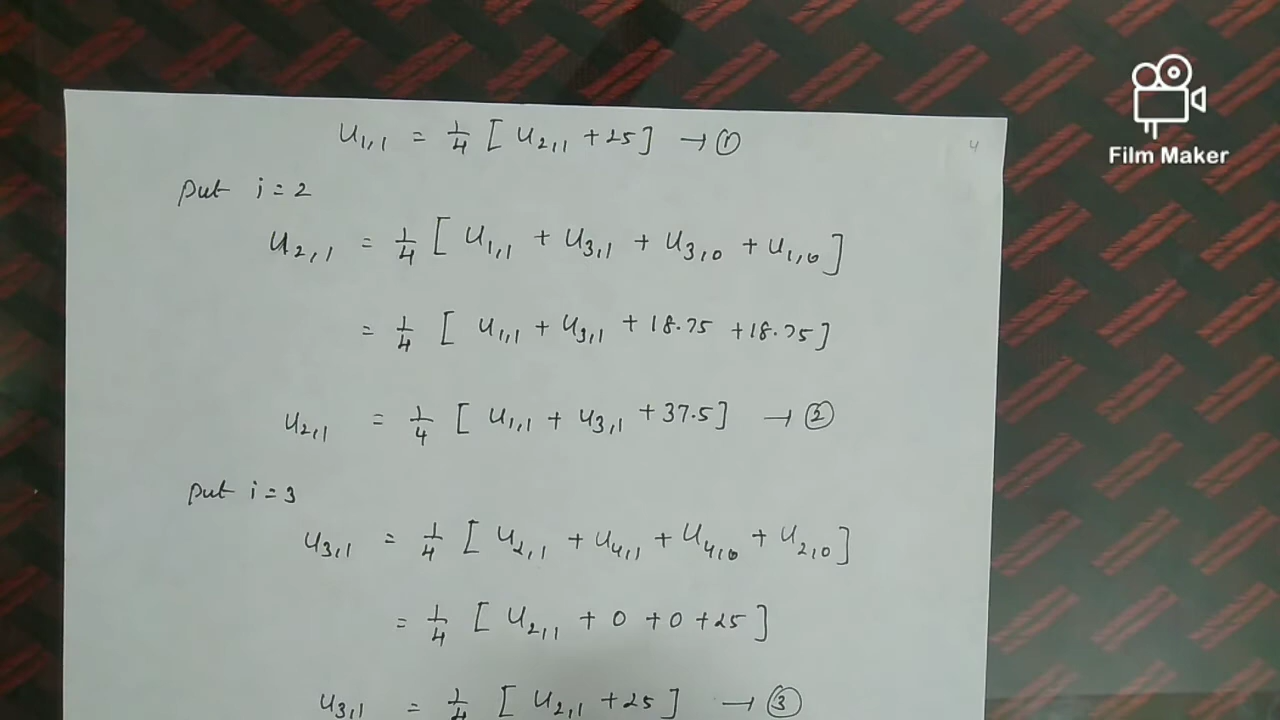 u₁,₁ = 1/4 [ u₂,₁ + 25 ] → ①
4
Film Maker
put i = 2
u₂,₁ = 1/4 [ u₁,₁ + u₃,₁ + u₃,₀ + u₁,₀ ]
= 1/4 [ u₁,₁ + u₃,₁ + 18.75 + 18.75 ]
u₂,₁ = 1/4 [ u₁,₁ + u₃,₁ + 37.5 ] → ②
put i = 3
u₃,₁ = 1/4 [ u₂,₁ + u₄,₁ + u₄,₀ + u₂,₀ ]
= 1/4 [ u₂,₁ + 0 + 0 + 25 ]
u₃,₁ = 1/4 [ u₂,₁ + 25 ] → ③